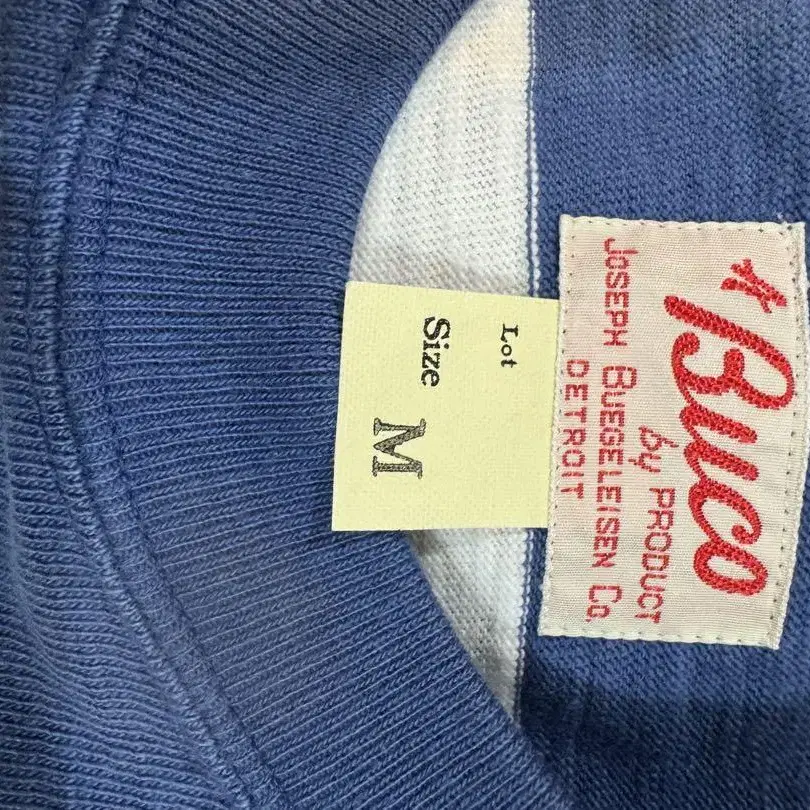 Buco
by PRODUCT
JOSEPH BUEGELEISEN Co.
DETROIT
Lot
Size M